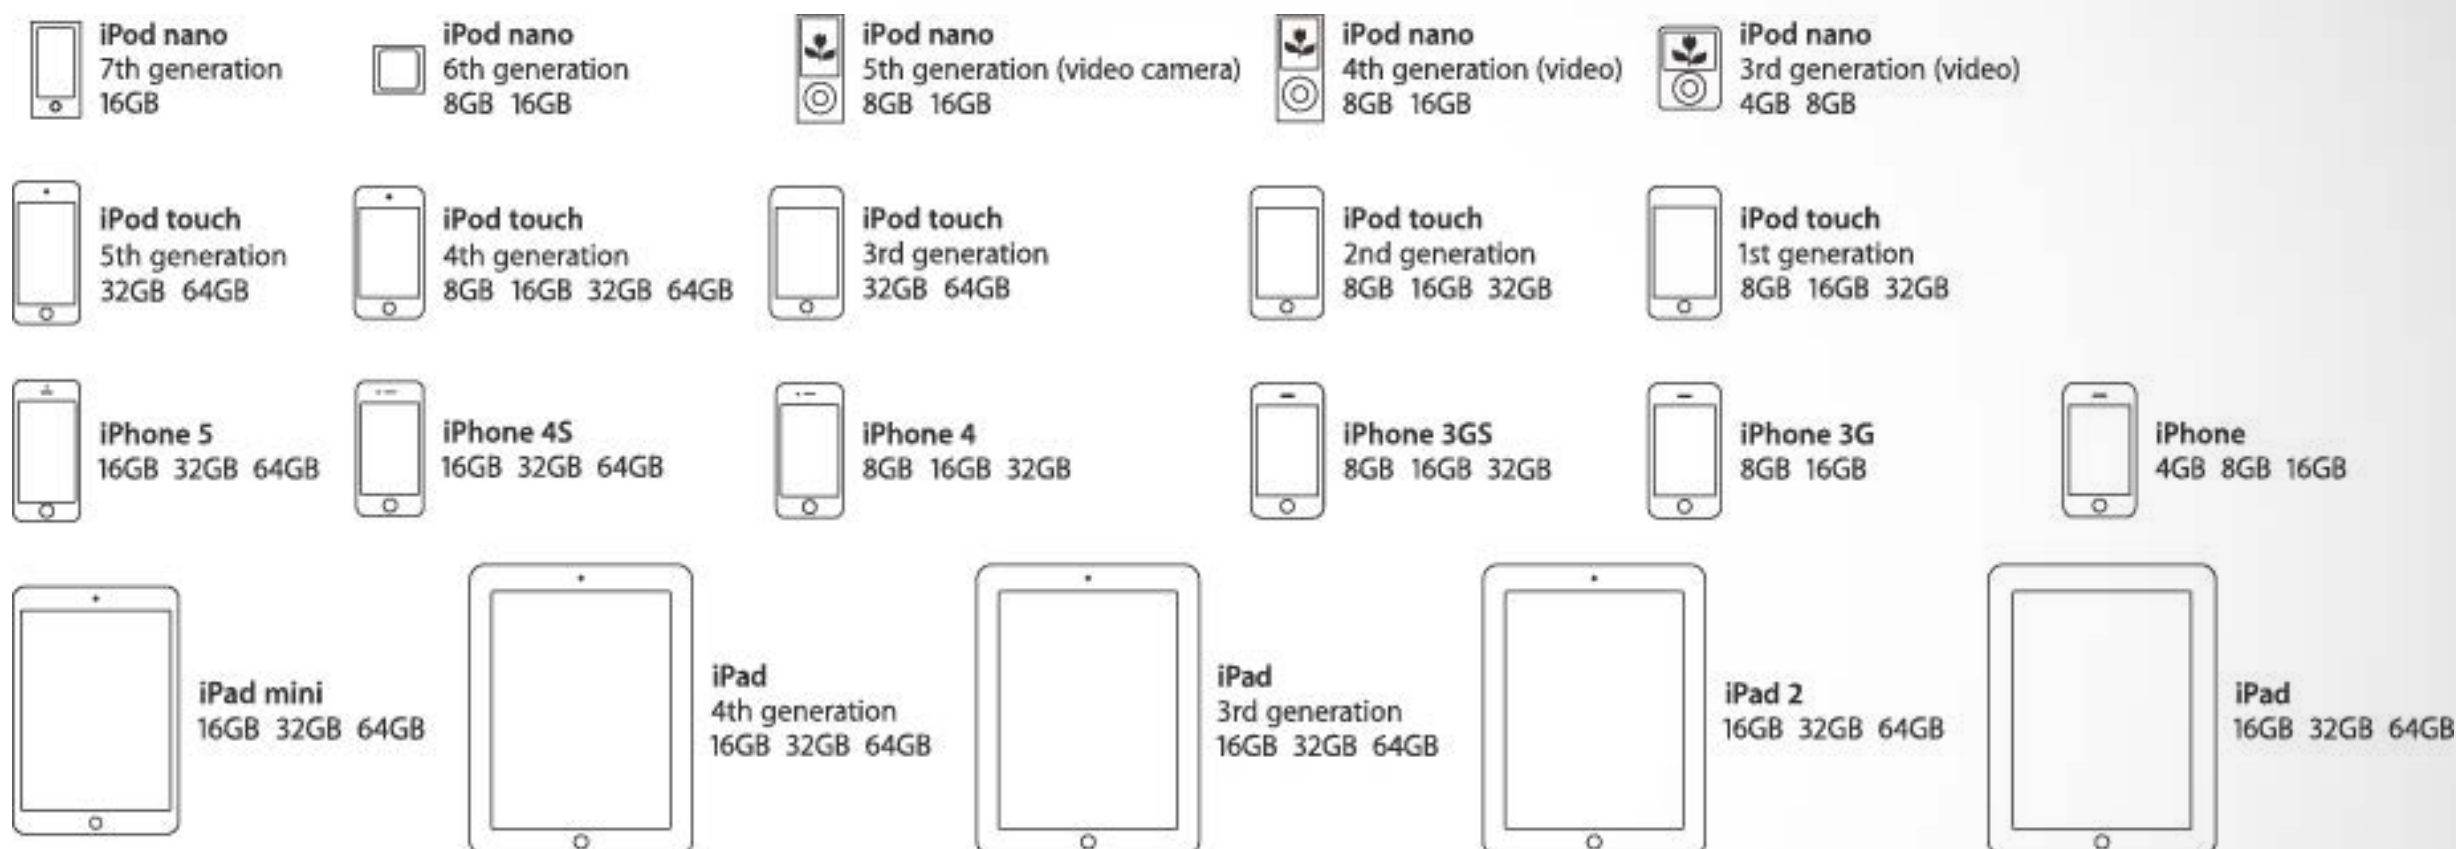 iPod nano
7th generation
16GB
iPod nano
6th generation
8GB 16GB
iPod nano
5th generation (video camera)
8GB 16GB
iPod nano
4th generation (video)
8GB 16GB
iPod nano
3rd generation (video)
4GB 8GB
iPod touch
5th generation
32GB 64GB
iPod touch
4th generation
8GB 16GB 32GB 64GB
iPod touch
3rd generation
32GB 64GB
iPod touch
2nd generation
8GB 16GB 32GB
iPod touch
1st generation
8GB 16GB 32GB
iPhone 5
16GB 32GB 64GB
iPhone 4S
16GB 32GB 64GB
iPhone 4
8GB 16GB 32GB
iPhone 3GS
8GB 16GB 32GB
iPhone 3G
8GB 16GB
iPhone
4GB 8GB 16GB
iPad mini
16GB 32GB 64GB
iPad
4th generation
16GB 32GB 64GB
iPad
3rd generation
16GB 32GB 64GB
iPad 2
16GB 32GB 64GB
iPad
16GB 32GB 64GB